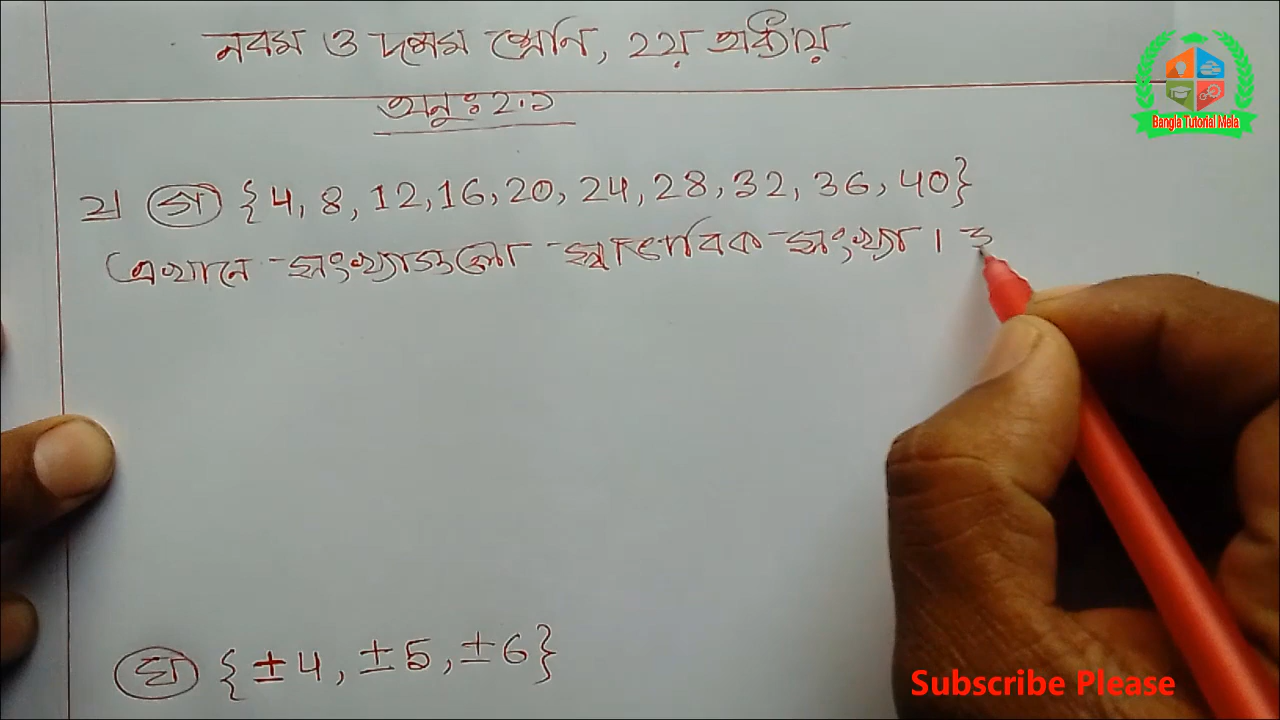 নবম ও দশম শ্রেণি, ২য় অধ্যায়
অনুঃ২.১
Bangla Tutorial Mela
২। গ {4, 8, 12, 16, 20, 24, 28, 32, 36, 40}
এখানে সংখ্যাগুলো স্বাভাবিক সংখ্যা।
ঘ {±4, ±5, ±6}
Subscribe Please